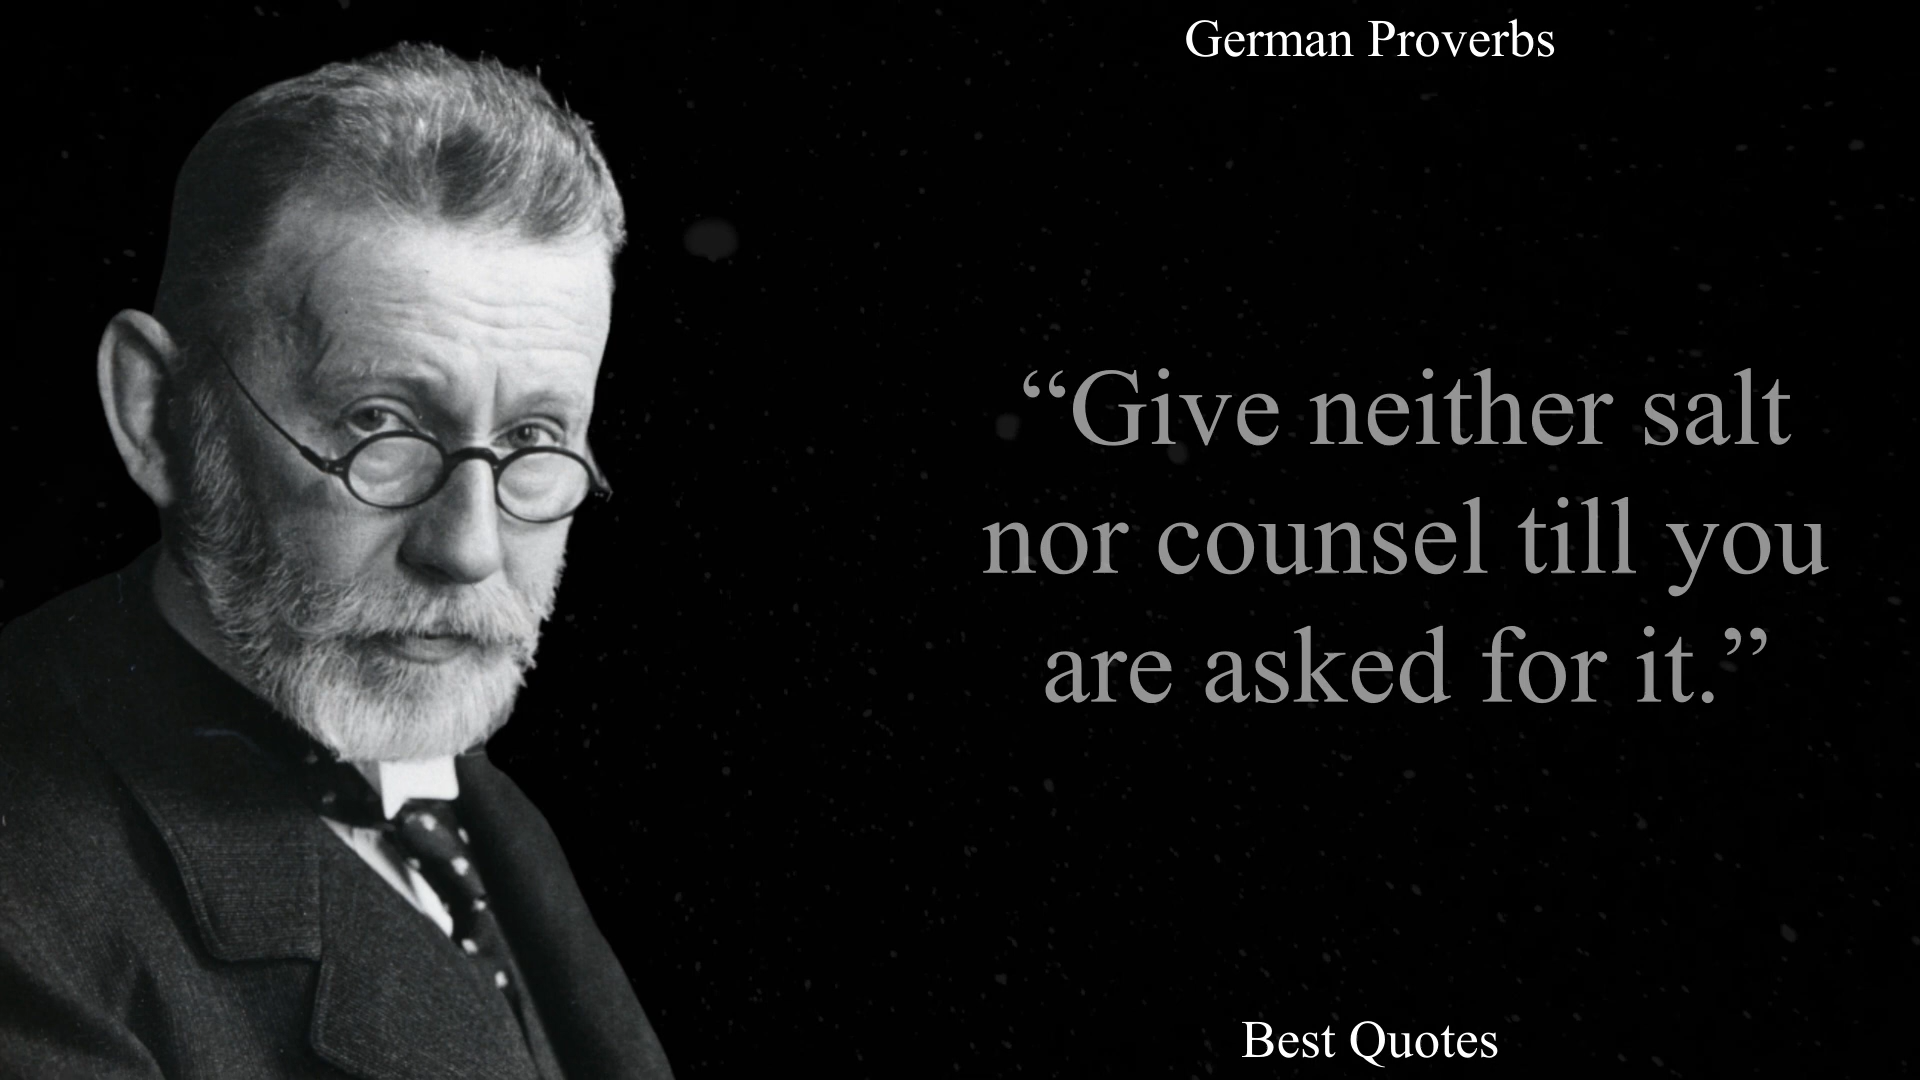 German Proverbs
“Give neither salt
nor counsel till you
are asked for it.”
Best Quotes